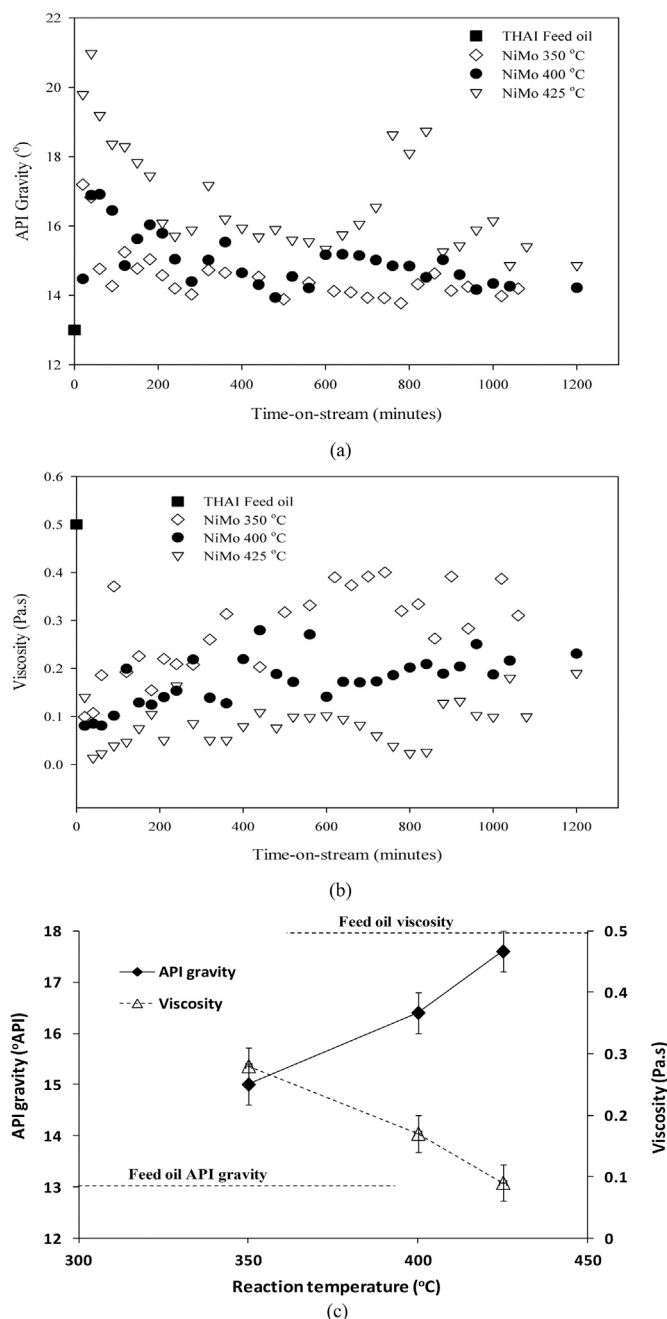 22
20
18
16
14
12
API Gravity (°)
THAI Feed oil
NiMo 350 °C
NiMo 400 °C
NiMo 425 °C
0 200 400 600 800 1000 1200
Time-on-stream (minutes)
(a)
0.6
0.5
0.4
0.3
0.2
0.1
0.0
Viscosity (Pa.s)
THAI Feed oil
NiMo 350 °C
NiMo 400 °C
NiMo 425 °C
0 200 400 600 800 1000 1200
Time-on-stream (minutes)
(b)
18
17
16
15
14
13
12
API gravity (°API)
Feed oil viscosity
API gravity
Viscosity
Feed oil API gravity
0.5
0.4
0.3
0.2
0.1
0
Viscosity (Pa.s)
300 350 400 450
Reaction temperature (°C)
(c)